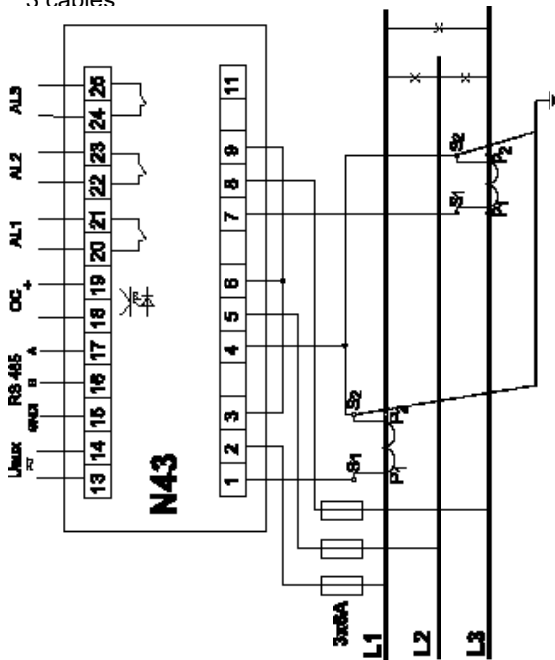 3 cables
AL3
AL2
AL1
OC +
RS 485
A
B
GND
Uaux
25
24
23
22
21
20
19
18
17
16
15
14
13
N43
11
9
8
7
6
5
4
3
2
1
S2
S1
P2
P1
S2
S1
P2
P1
3x6A
L1
L2
L3